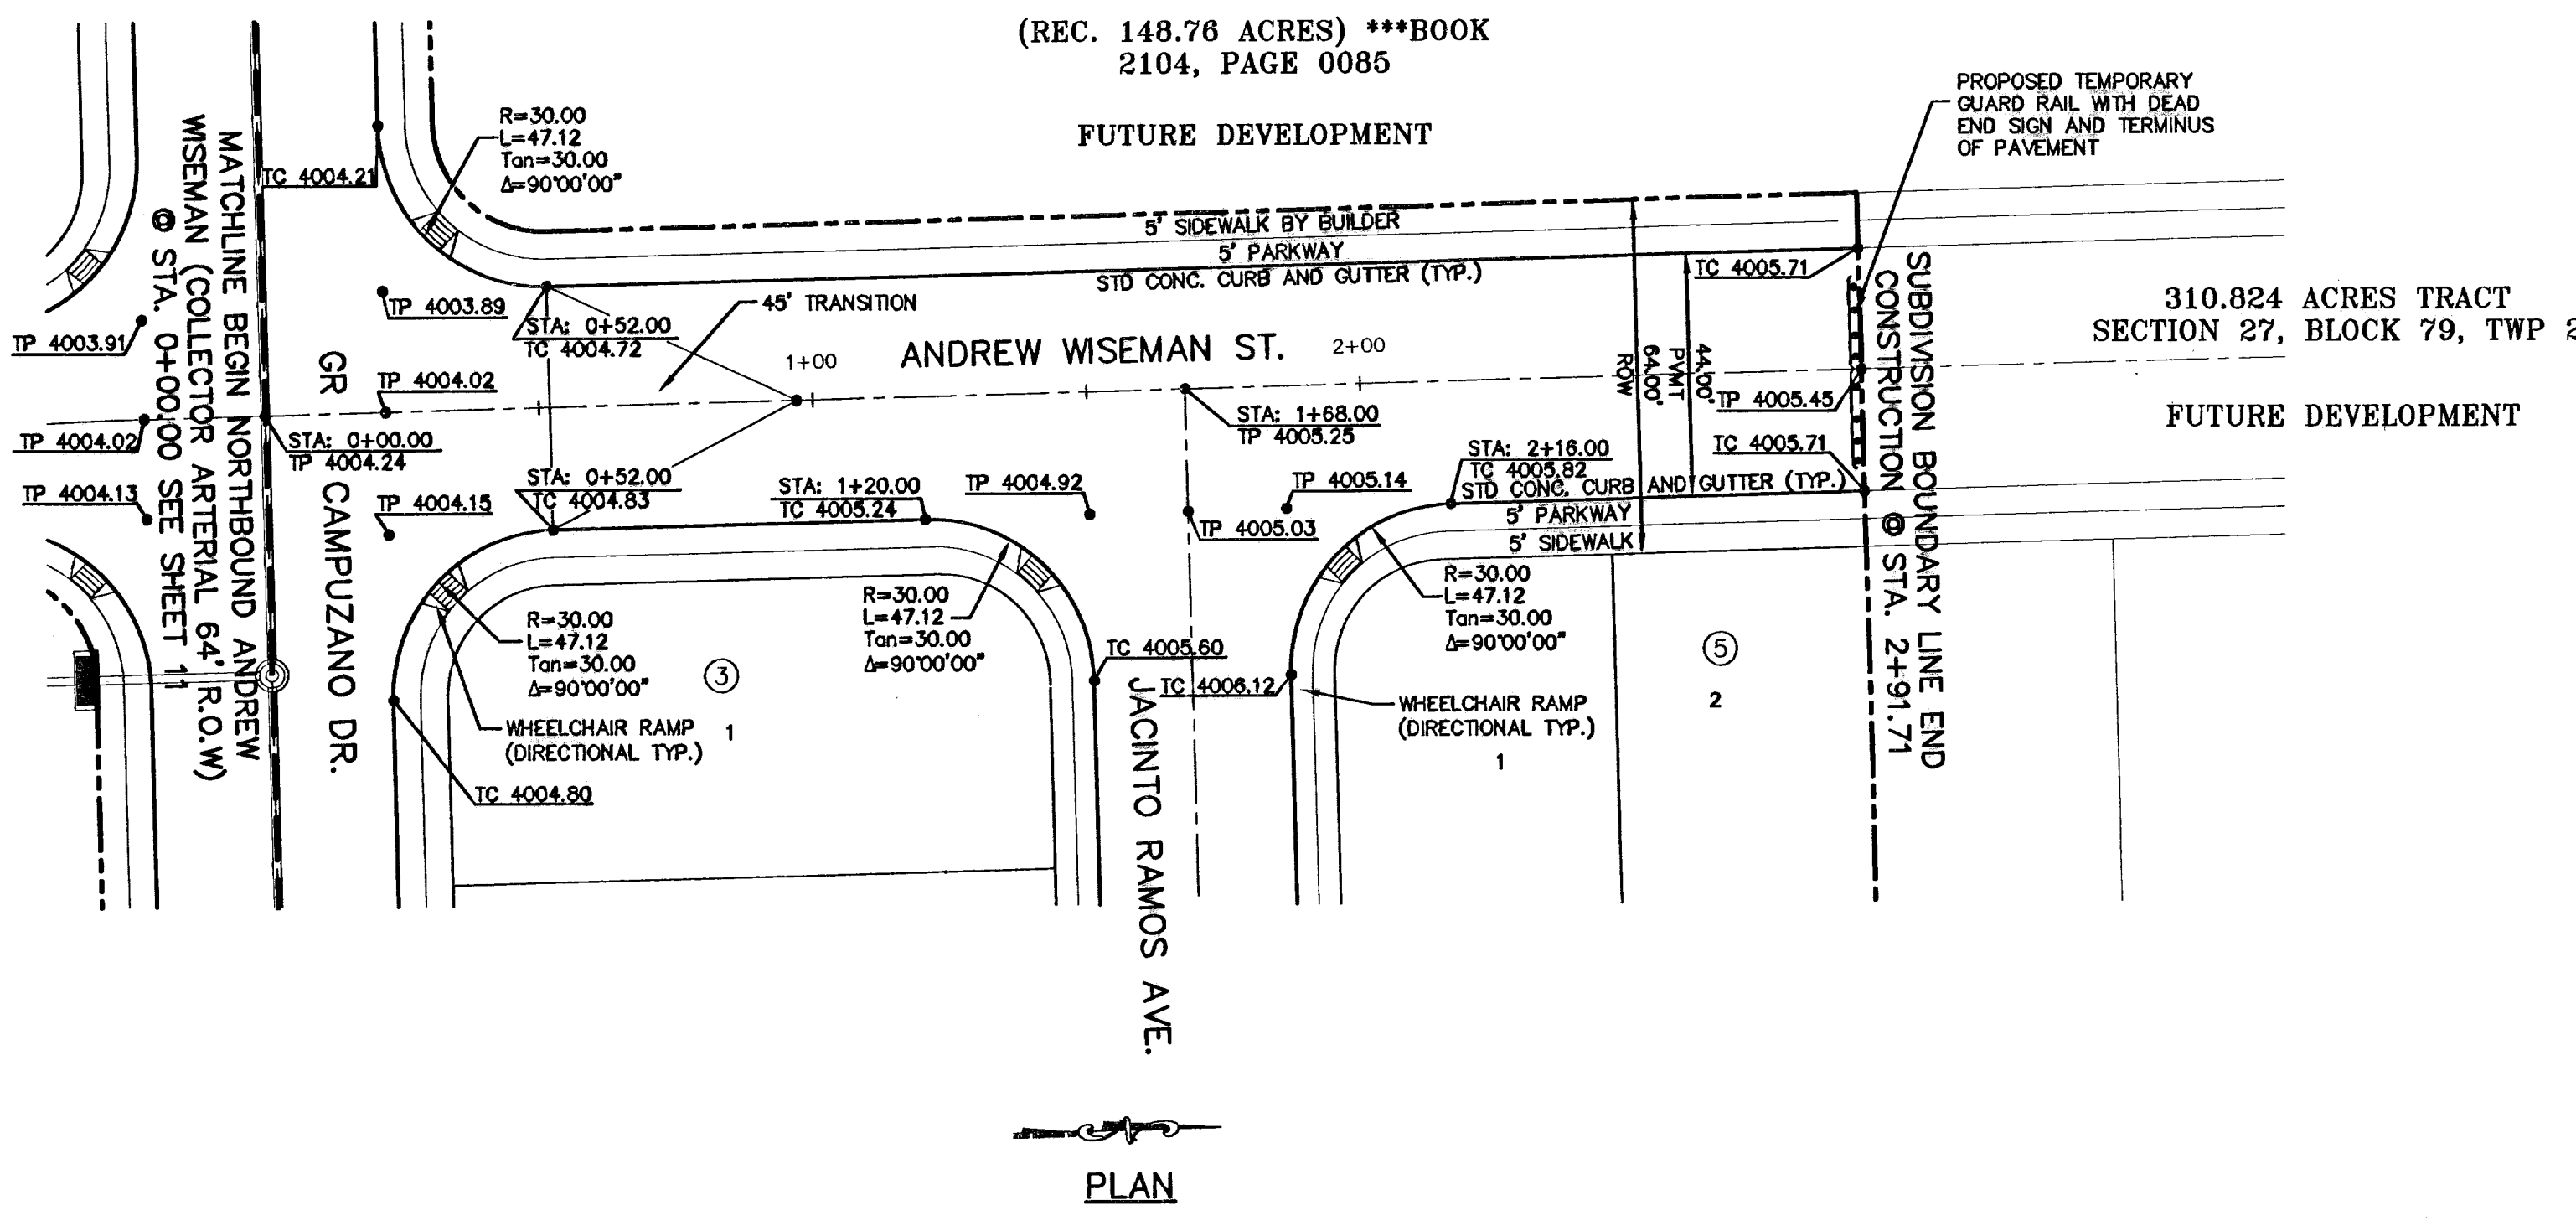 (REC. 148.76 ACRES) ***BOOK
2104, PAGE 0085
FUTURE DEVELOPMENT
PROPOSED TEMPORARY
GUARD RAIL WITH DEAD
END SIGN AND TERMINUS
OF PAVEMENT
R=30.00
L=47.12
Tan=30.00
Δ=90°00'00"
TC 4004.21
MATCHLINE BEGIN NORTHBOUND ANDREW
WISEMAN (COLLECTOR ARTERIAL 64' R.O.W)
@ STA. 0+00.00 SEE SHEET 11
5' SIDEWALK BY BUILDER
5' PARKWAY
STD CONC. CURB AND GUTTER (TYP.)
TC 4005.71
TP 4003.91
TP 4003.89
STA: 0+52.00
TC 4004.72
45' TRANSITION
1+00
ANDREW WISEMAN ST.
2+00
64.00'
ROW
44.00'
PVMT
SUBDIVISION BOUNDARY LINE END
CONSTRUCTION @ STA. 2+91.71
310.824 ACRES TRACT
SECTION 27, BLOCK 79, TWP 2
FUTURE DEVELOPMENT
GR CAMPUZANO DR.
TP 4004.02
TP 4004.02
STA: 0+00.00
TP 4004.24
STA: 1+68.00
TP 4005.25
TP 4005.45
TC 4005.71
TP 4004.13
TP 4004.15
STA: 0+52.00
TC 4004.83
STA: 1+20.00
TC 4005.24
TP 4004.92
TP 4005.03
TP 4005.14
STA: 2+16.00
TC 4005.82
STD CONC. CURB AND GUTTER (TYP.)
5' PARKWAY
5' SIDEWALK
R=30.00
L=47.12
Tan=30.00
Δ=90°00'00"
R=30.00
L=47.12
Tan=30.00
Δ=90°00'00"
R=30.00
L=47.12
Tan=30.00
Δ=90°00'00"
3
1
5
2
TC 4005.60
TC 4006.12
WHEELCHAIR RAMP
(DIRECTIONAL TYP.)
WHEELCHAIR RAMP
(DIRECTIONAL TYP.)
1
TC 4004.80
JACINTO RAMOS AVE.
PLAN